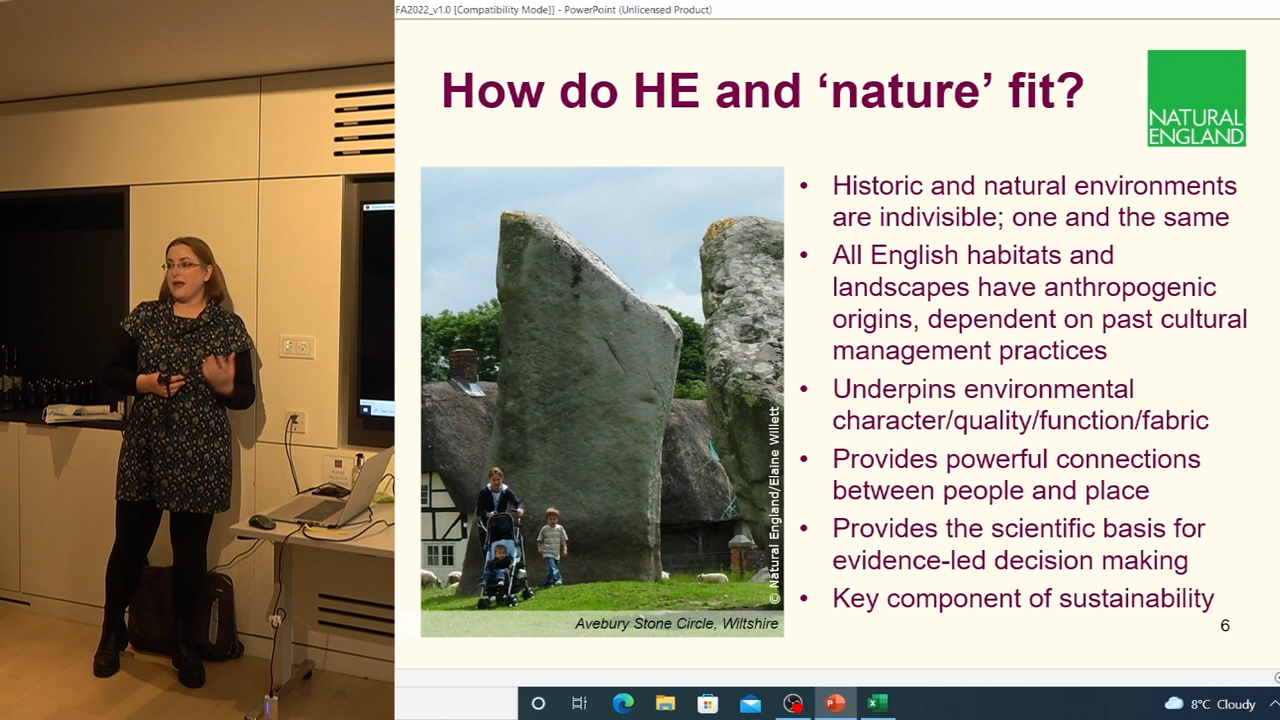 FA2022_v1.0 [Compatibility Mode]] - PowerPoint (Unlicensed Product)
How do HE and ‘nature’ fit?
NATURAL
ENGLAND
• Historic and natural environments
are indivisible; one and the same
• All English habitats and
landscapes have anthropogenic
origins, dependent on past cultural
management practices
• Underpins environmental
character/quality/function/fabric
• Provides powerful connections
between people and place
• Provides the scientific basis for
evidence-led decision making
• Key component of sustainability
© Natural England/Elaine Willett
Avebury Stone Circle, Wiltshire
6
8°C Cloudy